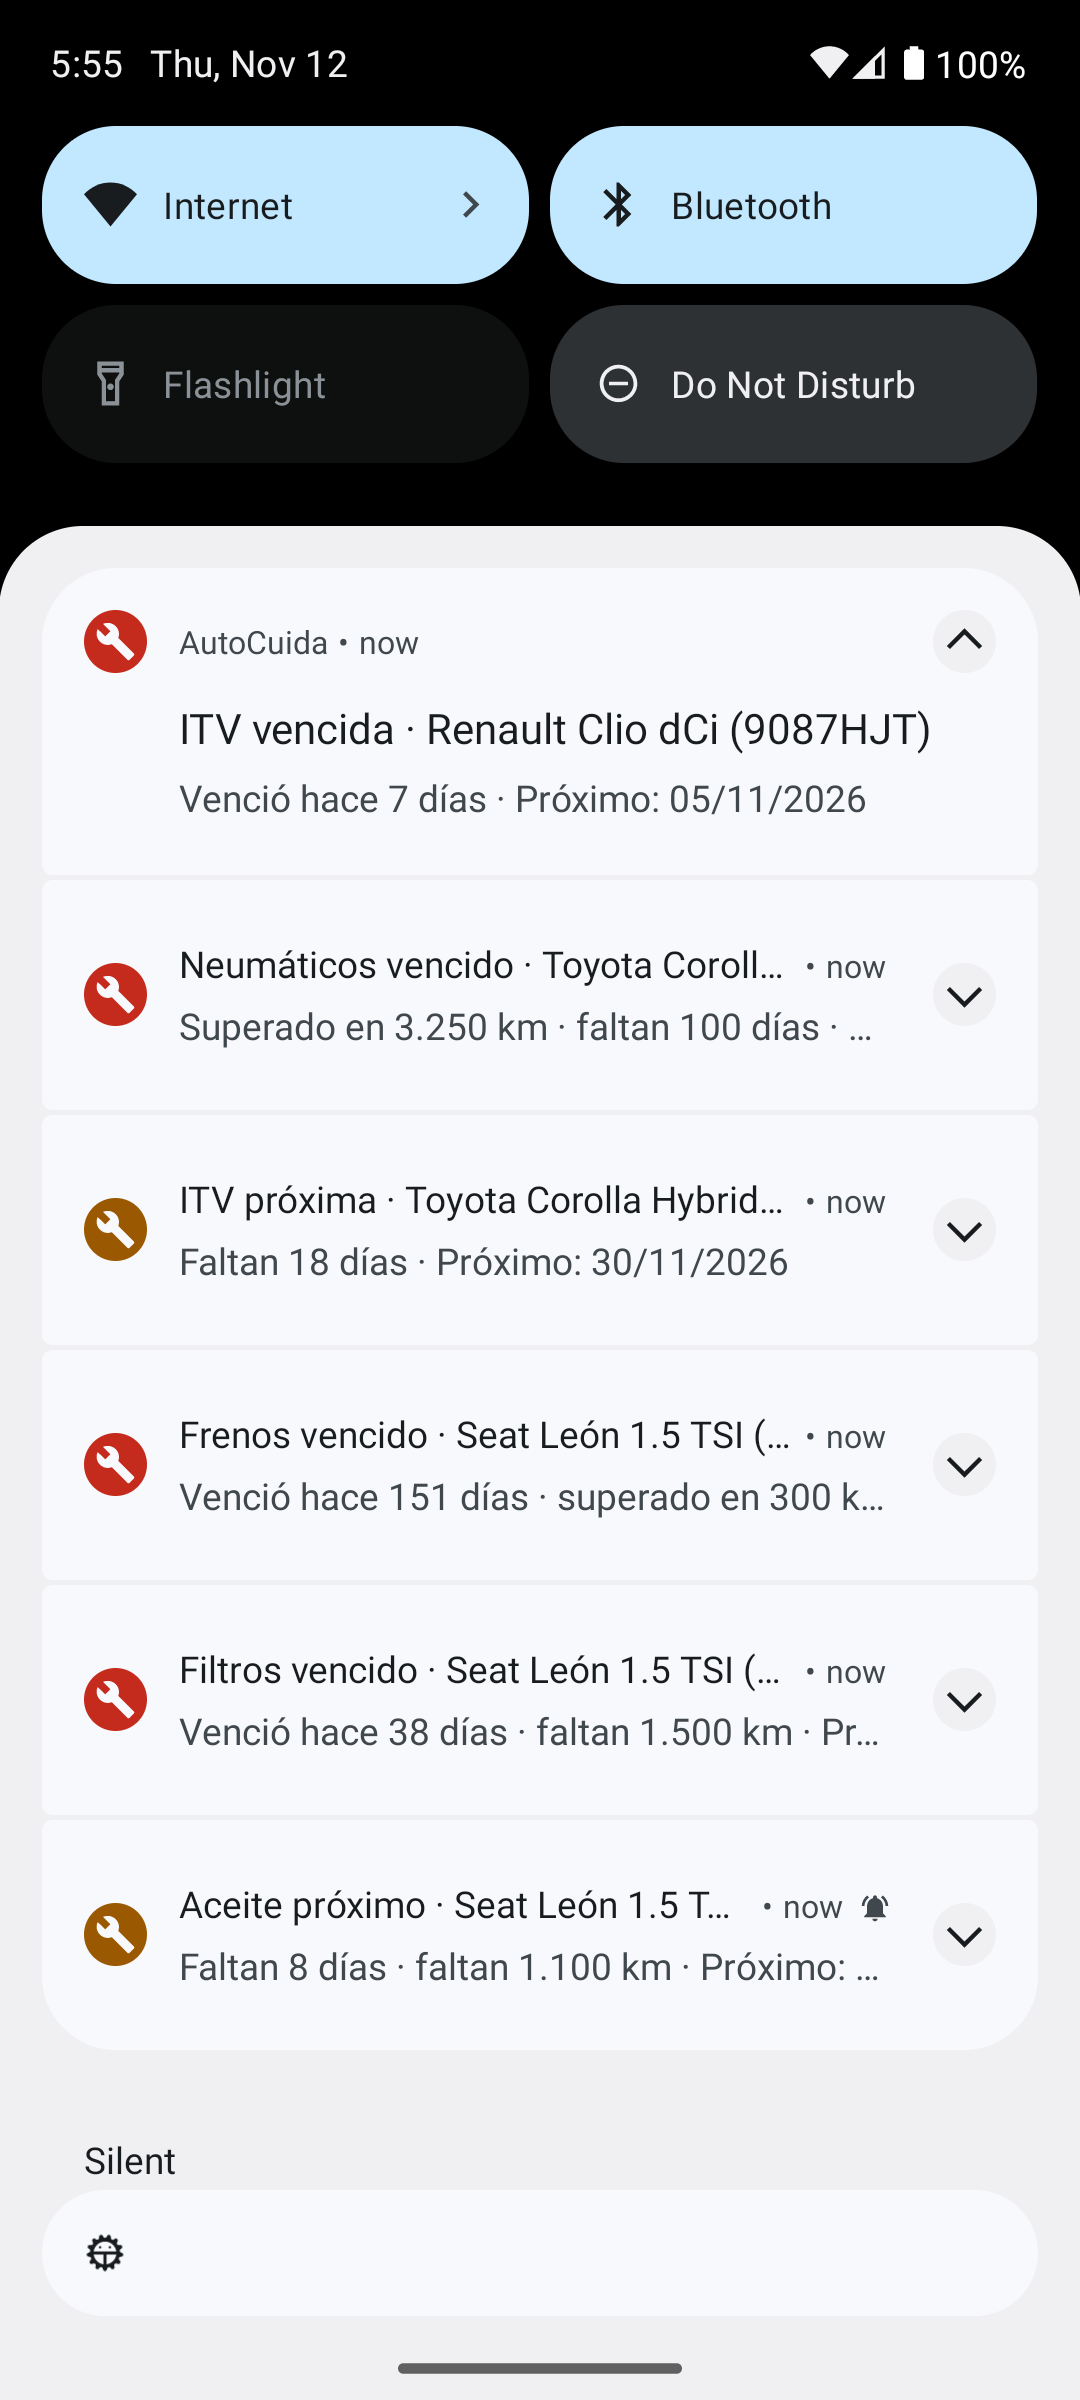 5:55 Thu, Nov 12 100%
Internet
Bluetooth
Flashlight
Do Not Disturb
AutoCuida • now
ITV vencida · Renault Clio dCi (9087HJT)
Venció hace 7 días · Próximo: 05/11/2026
Neumáticos vencido · Toyota Coroll… • now
Superado en 3.250 km · faltan 100 días · …
ITV próxima · Toyota Corolla Hybrid… • now
Faltan 18 días · Próximo: 30/11/2026
Frenos vencido · Seat León 1.5 TSI (… • now
Venció hace 151 días · superado en 300 k…
Filtros vencido · Seat León 1.5 TSI (… • now
Venció hace 38 días · faltan 1.500 km · Pr…
Aceite próximo · Seat León 1.5 T… • now
Faltan 8 días · faltan 1.100 km · Próximo: …
Silent